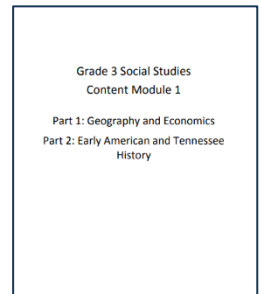 Grade 3 Social Studies
Content Module 1
Part 1: Geography and Economics
Part 2: Early American and Tennessee
History